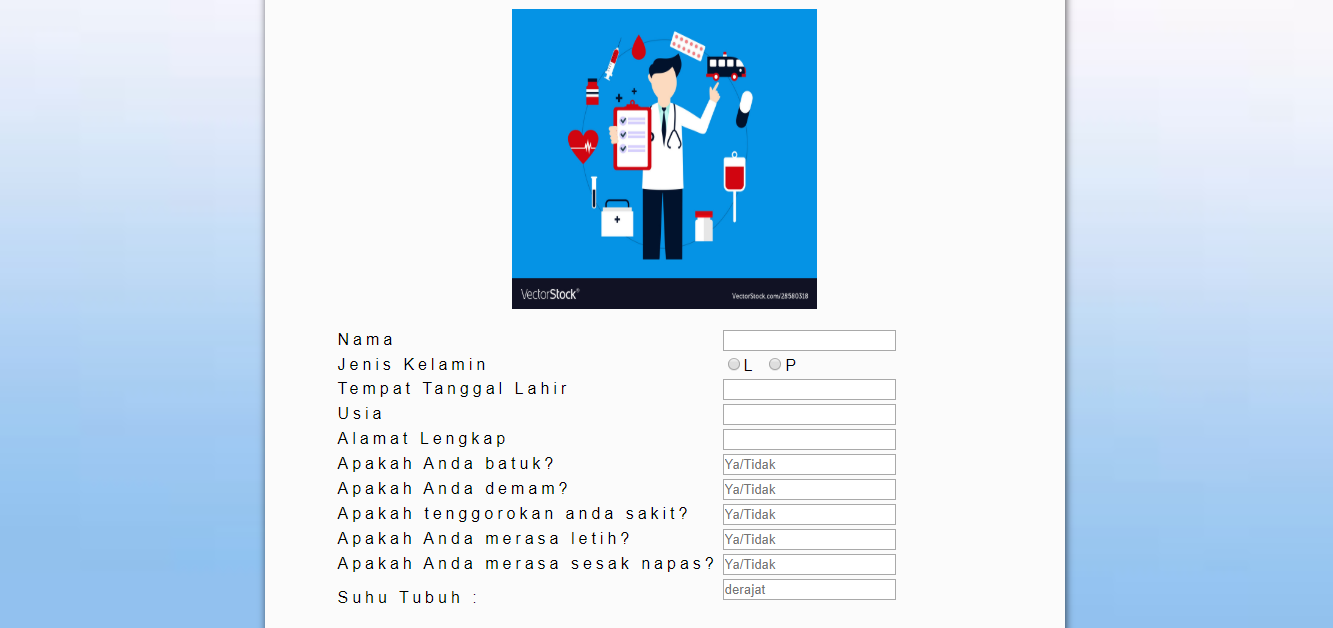 VectorStock® VectorStock.com/28580318
Nama
Jenis Kelamin L P
Tempat Tanggal Lahir
Usia
Alamat Lengkap
Apakah Anda batuk? Ya/Tidak
Apakah Anda demam? Ya/Tidak
Apakah tenggorokan anda sakit? Ya/Tidak
Apakah Anda merasa letih? Ya/Tidak
Apakah Anda merasa sesak napas? Ya/Tidak
Suhu Tubuh : derajat